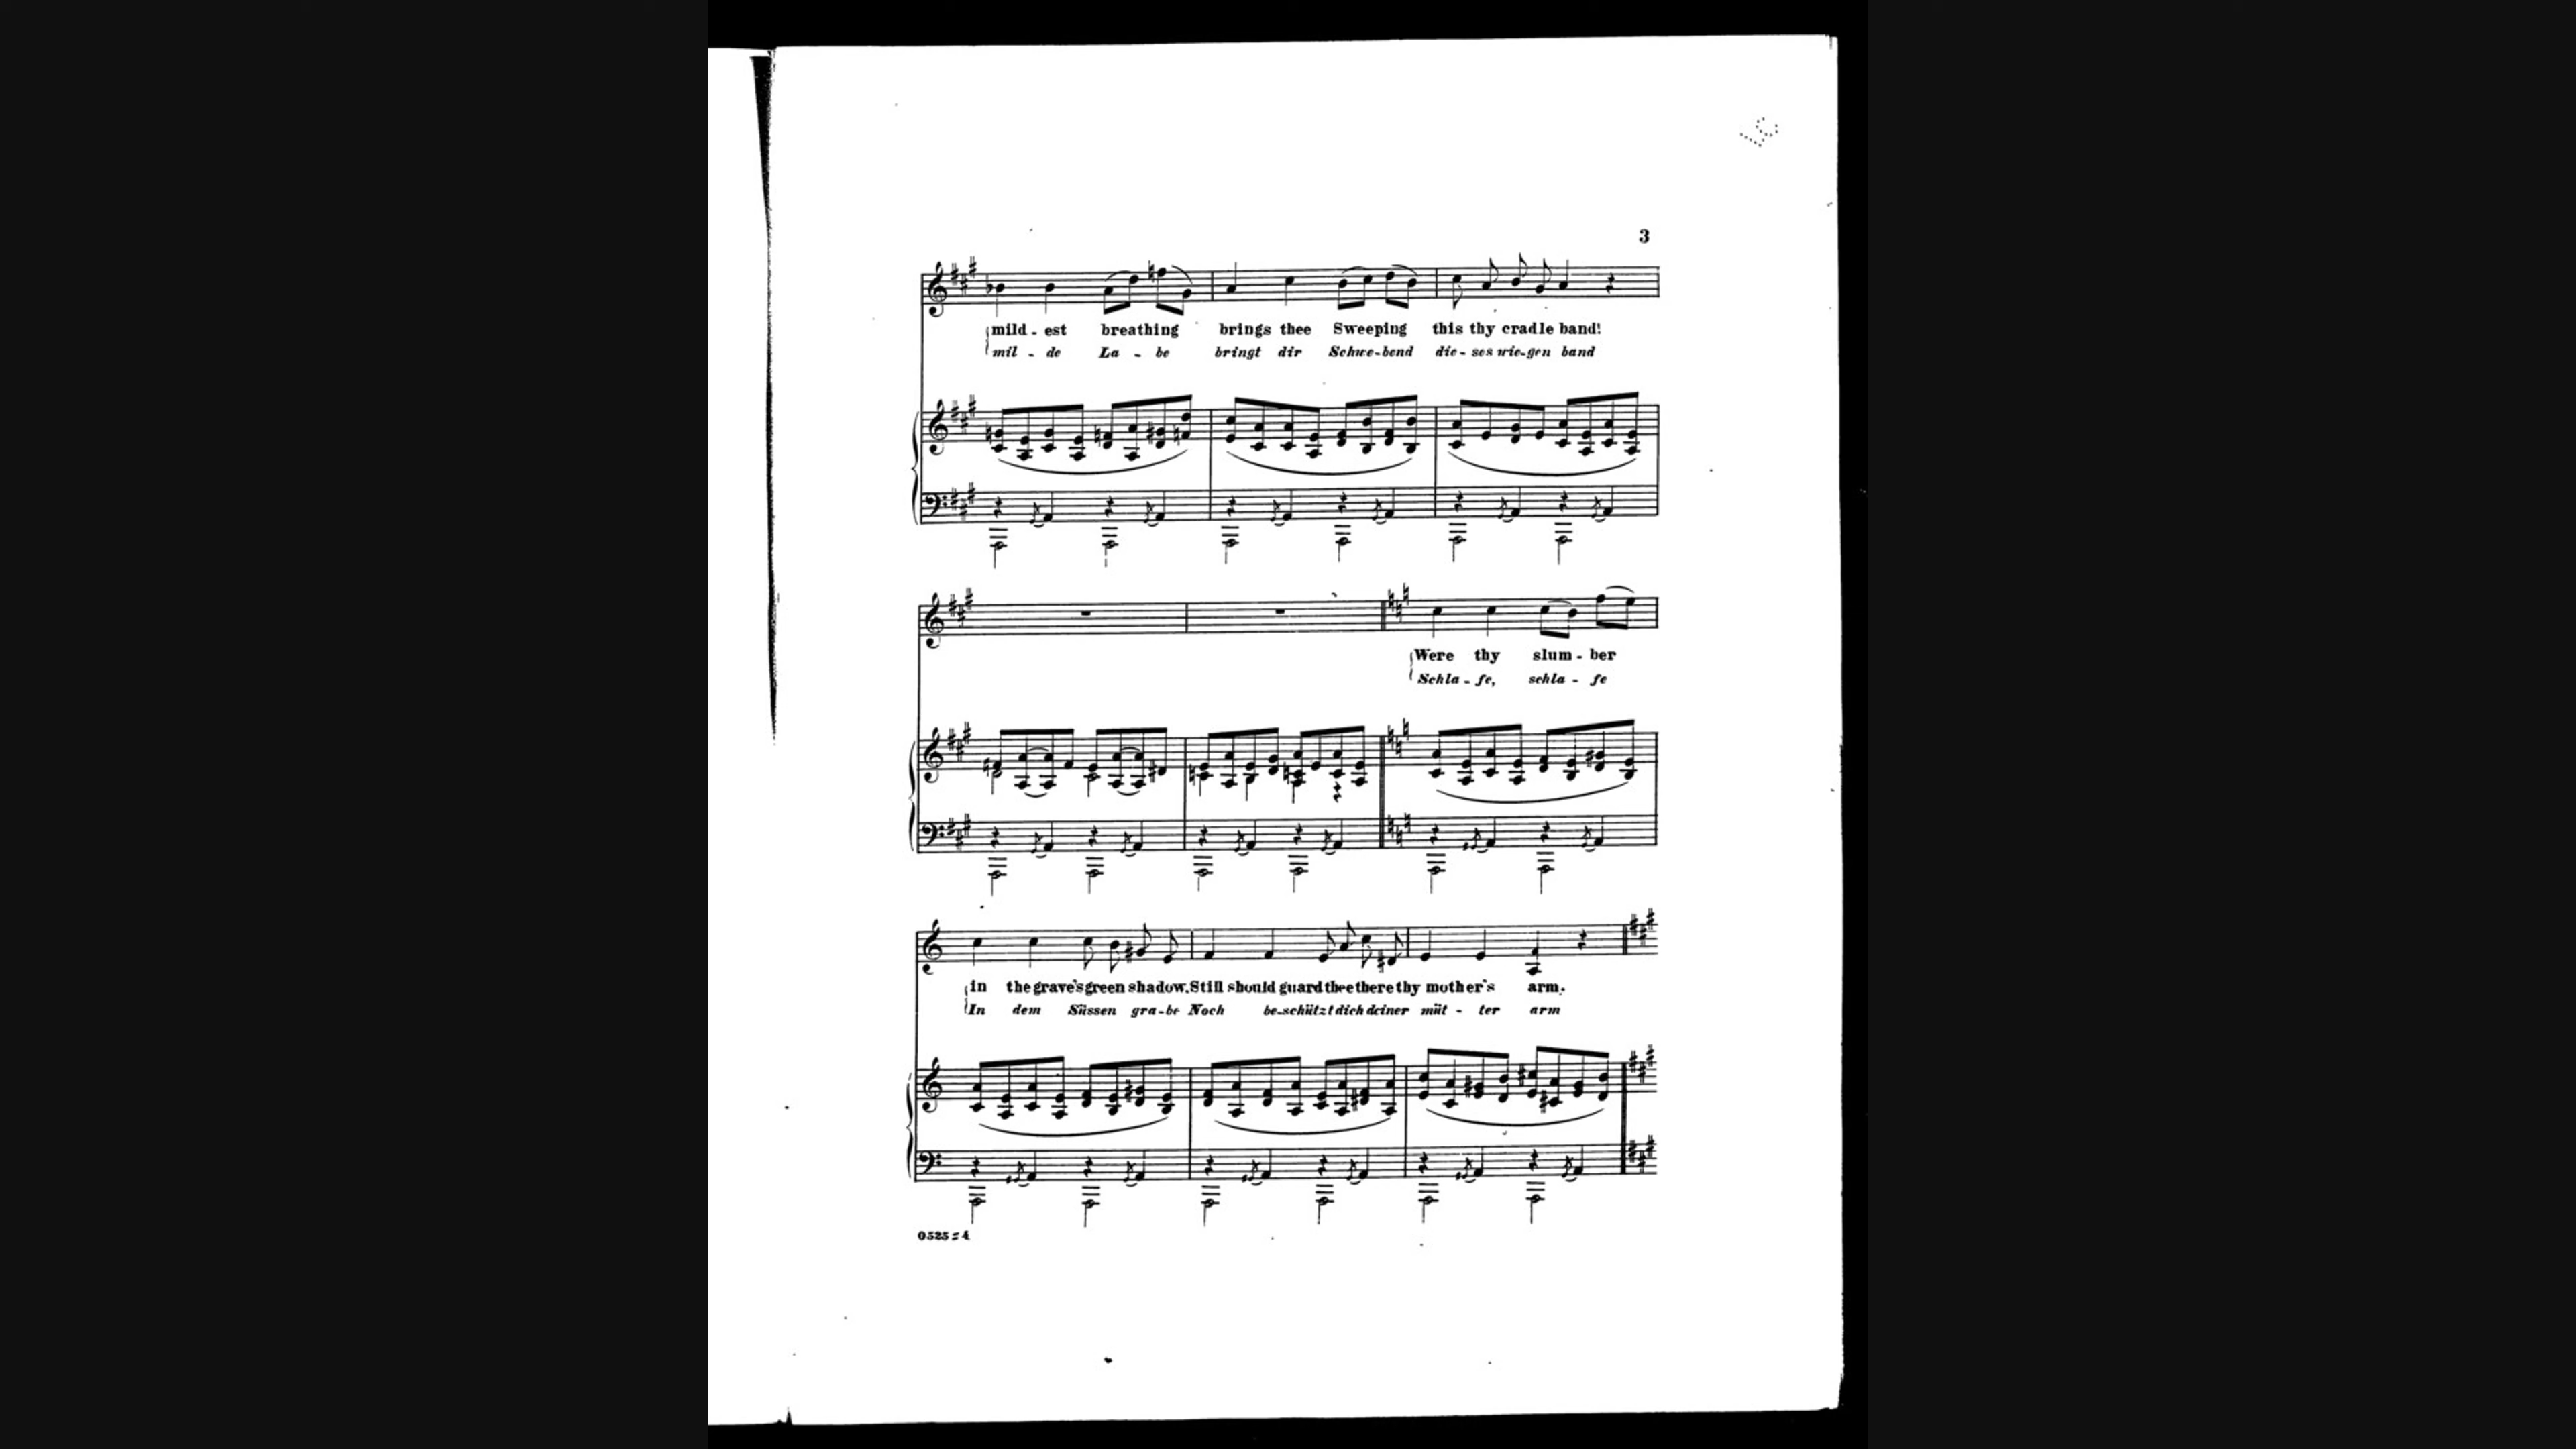 3
mild - est breathing brings thee Sweeping this thy cradle band!
mil - de La - be bringt dir Schwe-bend die - ses wie-gen band
Were thy slum - ber
Schla - fe, schla - fe
in the grave's green shadow. Still should guard thee there thy mother's arm.
In dem Süssen gra-be Noch be-schützt dich deiner müt - ter arm
0525=4